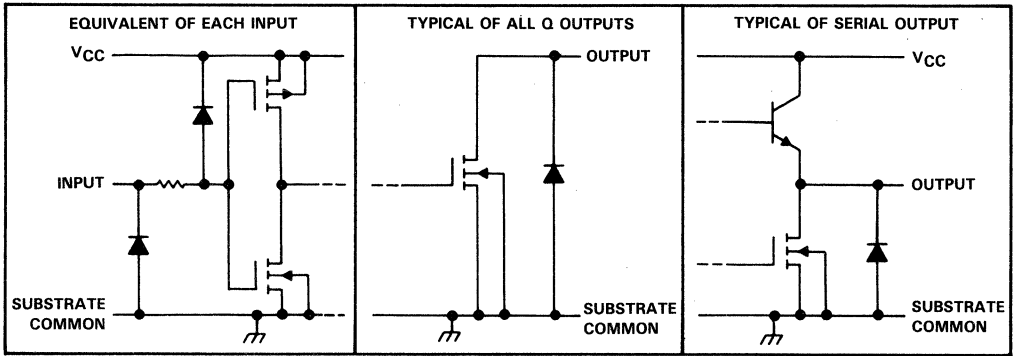 EQUIVALENT OF EACH INPUT
VCC
INPUT
SUBSTRATE
COMMON
TYPICAL OF ALL Q OUTPUTS
OUTPUT
SUBSTRATE
COMMON
TYPICAL OF SERIAL OUTPUT
VCC
OUTPUT
SUBSTRATE
COMMON